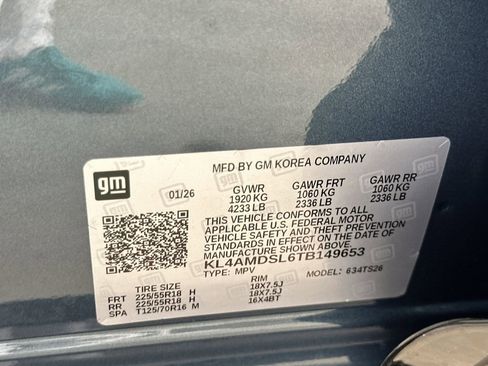 MFD BY GM KOREA COMPANY
gm
01/26
GVWR GAWR FRT GAWR RR
1920 KG 1060 KG 1060 KG
4233 LB 2336 LB 2336 LB
THIS VEHICLE CONFORMS TO ALL
APPLICABLE U.S. FEDERAL MOTOR
VEHICLE SAFETY, BUMPER, AND THEFT
PREVENTION STANDARDS IN EFFECT ON THE
DATE OF MANUFACTURE SHOWN ABOVE.
KL4AMDSL6TB149653
TYPE: MPV MODEL: 634TS26
TIRE SIZE RIM
FRT 225/55R18 H 18X7.5J
RR 225/55R18 H 18X7.5J
SPA T125/70R16 M 16X4BT